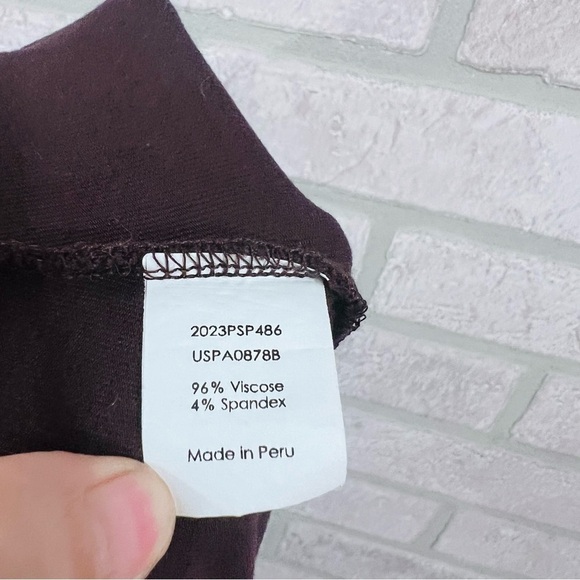 2023PSP486
USPA0878B
96% Viscose
4% Spandex
Made in Peru